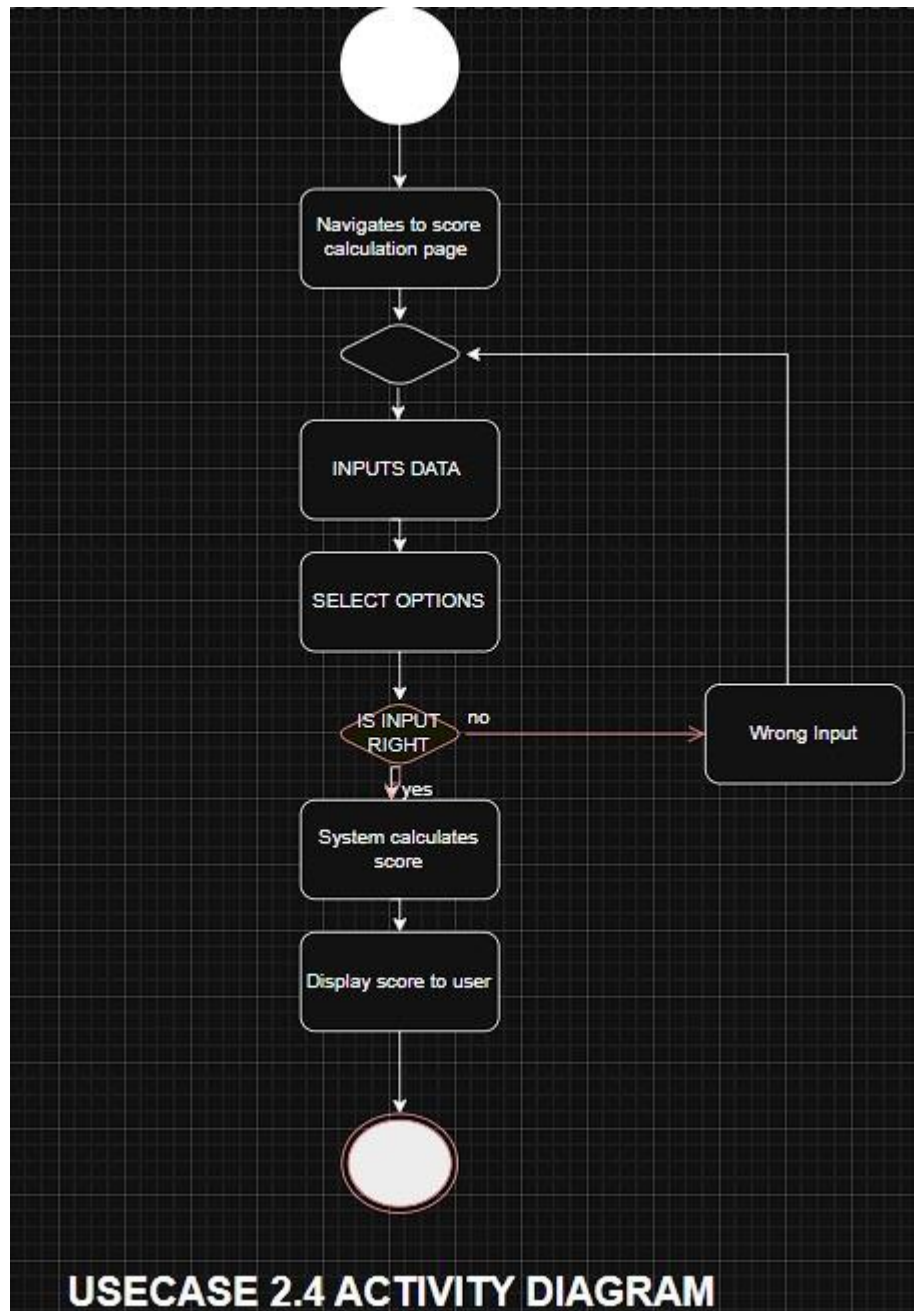 Navigates to score
calculation page
INPUTS DATA
SELECT OPTIONS
IS INPUT
RIGHT
no
Wrong Input
yes
System calculates
score
Display score to user
USECASE 2.4 ACTIVITY DIAGRAM